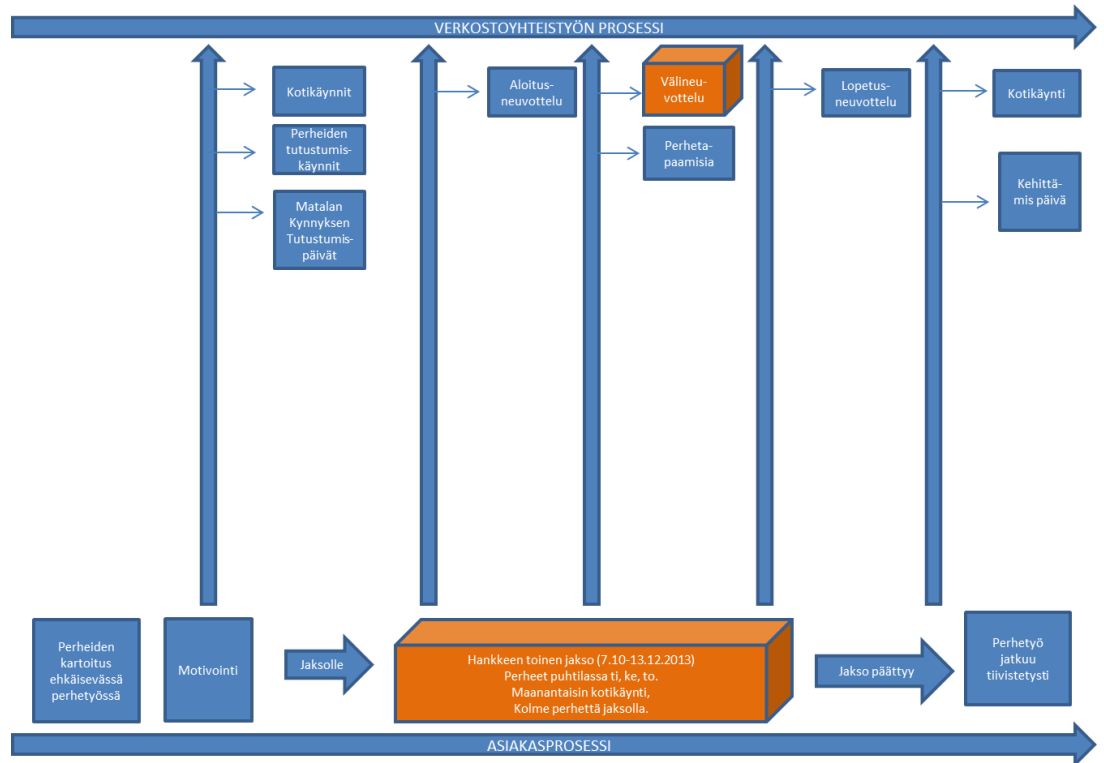 VERKOSTOYHTEISTYÖN PROSESSI
Kotikäynnit
Perheiden
tutustumis-
käynnit
Matalan
Kynnyksen
Tutustumis-
päivät
Aloitus-
neuvottelu
Välineu-
vottelu
Perheta-
paamisia
Lopetus-
neuvottelu
Kotikäynti
Kehittä-
mis päivä
Perheiden
kartoitus
ehkäisevässä
perhetyössä
Motivointi
Jaksolle
Hankkeen toinen jakso (7.10-13.12.2013)
Perheet puhtilassa ti, ke, to.
Maanantaisin kotikäynti,
Kolme perhettä jaksolla.
Jakso päättyy
Perhetyö
jatkuu
tiivistetysti
ASIAKASPROSESSI